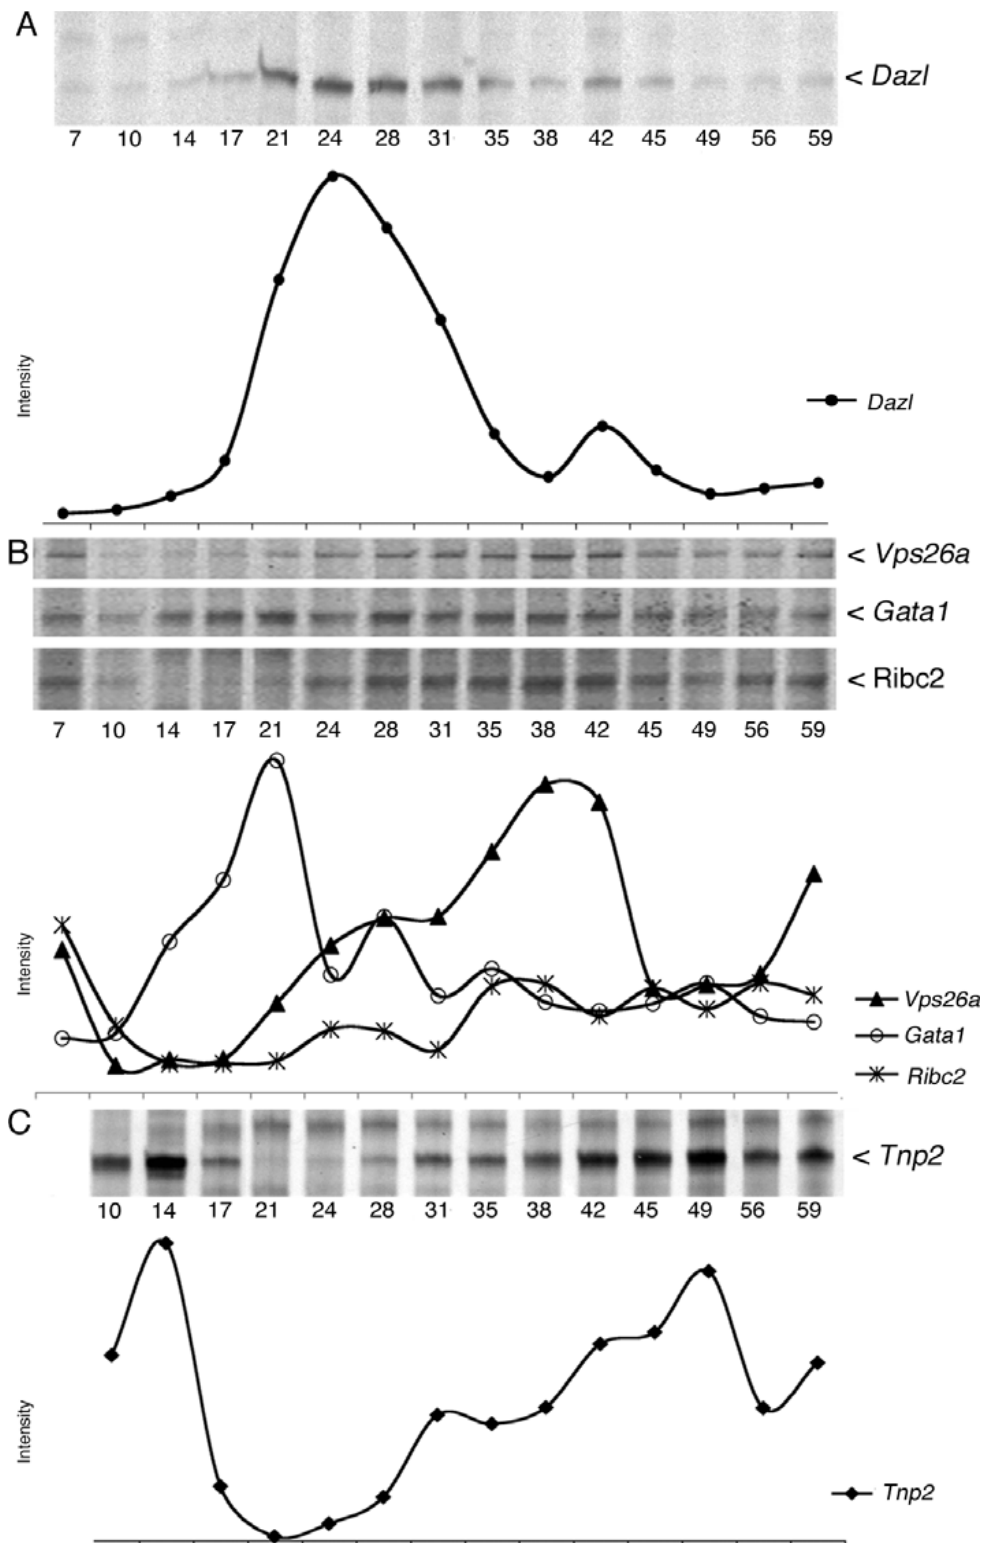 A
< Dazl
7 10 14 17 21 24 28 31 35 38 42 45 49 56 59
Intensity
Dazl
B
< Vps26a
< Gata1
< Ribc2
7 10 14 17 21 24 28 31 35 38 42 45 49 56 59
Intensity
Vps26a
Gata1
Ribc2
C
< Tnp2
10 14 17 21 24 28 31 35 38 42 45 49 56 59
Intensity
Tnp2